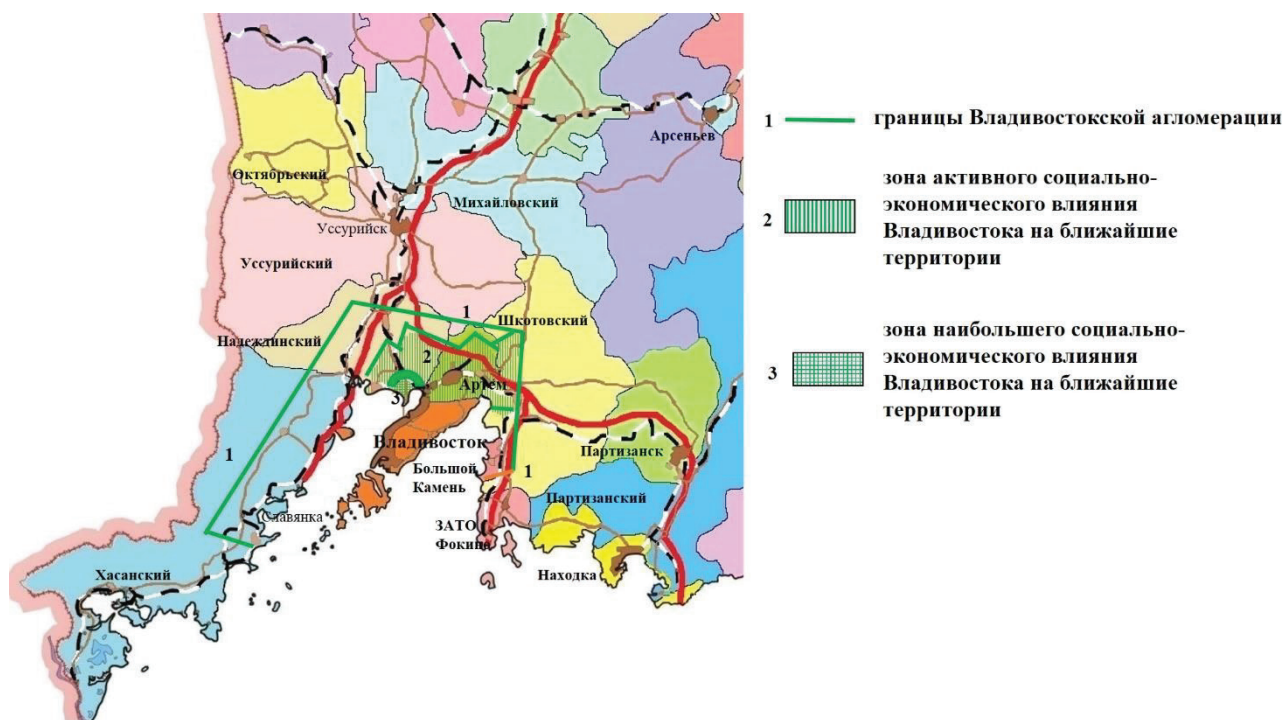 Арсеньев
Октябрьский
Михайловский
Уссурийск
Уссурийский
1
Шкотовский
Надеждинский
2
Артем
3
Владивосток
1
Большой
Камень
1
Партизанск
Партизанский
ЗАТО
Фокино
Славянка
Находка
Хасанский
1
границы Владивостокской агломерации
2
зона активного социально-
экономического влияния
Владивостока на ближайшие
территории
3
зона наибольшего социально-
экономического влияния
Владивостока на ближайшие
территории